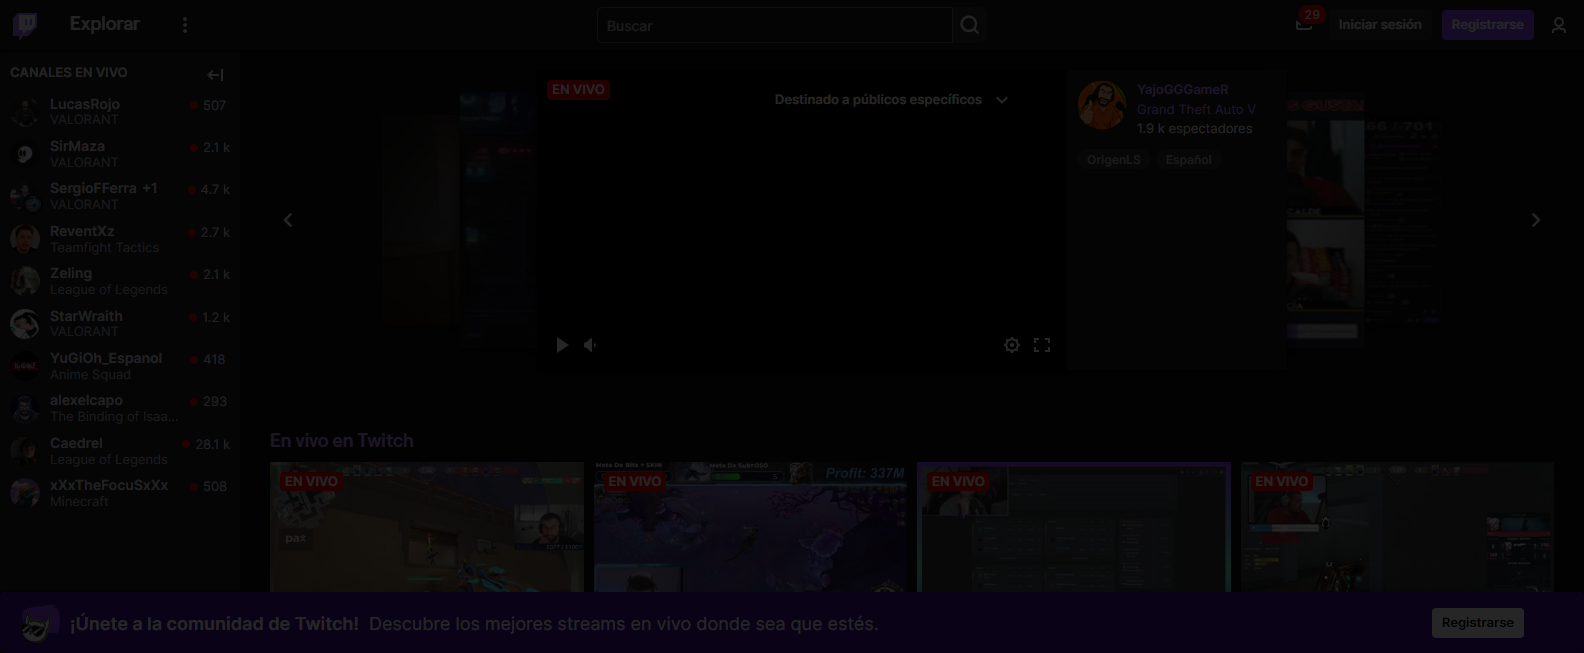 Explorar
Buscar
29
Iniciar sesión
Registrarse
CANALES EN VIVO
LucasRojo
507
VALORANT
SirMaza
2.1 k
VALORANT
SergioFFerra +1
4.7 k
VALORANT
ReventXz
2.7 k
Teamfight Tactics
Zeling
2.1 k
League of Legends
StarWraith
1.2 k
VALORANT
YuGiOh_Espanol
418
Anime Squad
alexelcapo
293
The Binding of Isaa...
Caedrel
28.1 k
League of Legends
xXxTheFocuSxXx
508
Minecraft
EN VIVO
Destinado a públicos específicos
YajoGGGameR
Grand Theft Auto V
1.9 k espectadores
OrigenLS
Español
En vivo en Twitch
EN VIVO
pax
EN VIVO
Profit: 337M
EN VIVO
EN VIVO
¡Únete a la comunidad de Twitch! Descubre los mejores streams en vivo donde sea que estés.
Registrarse